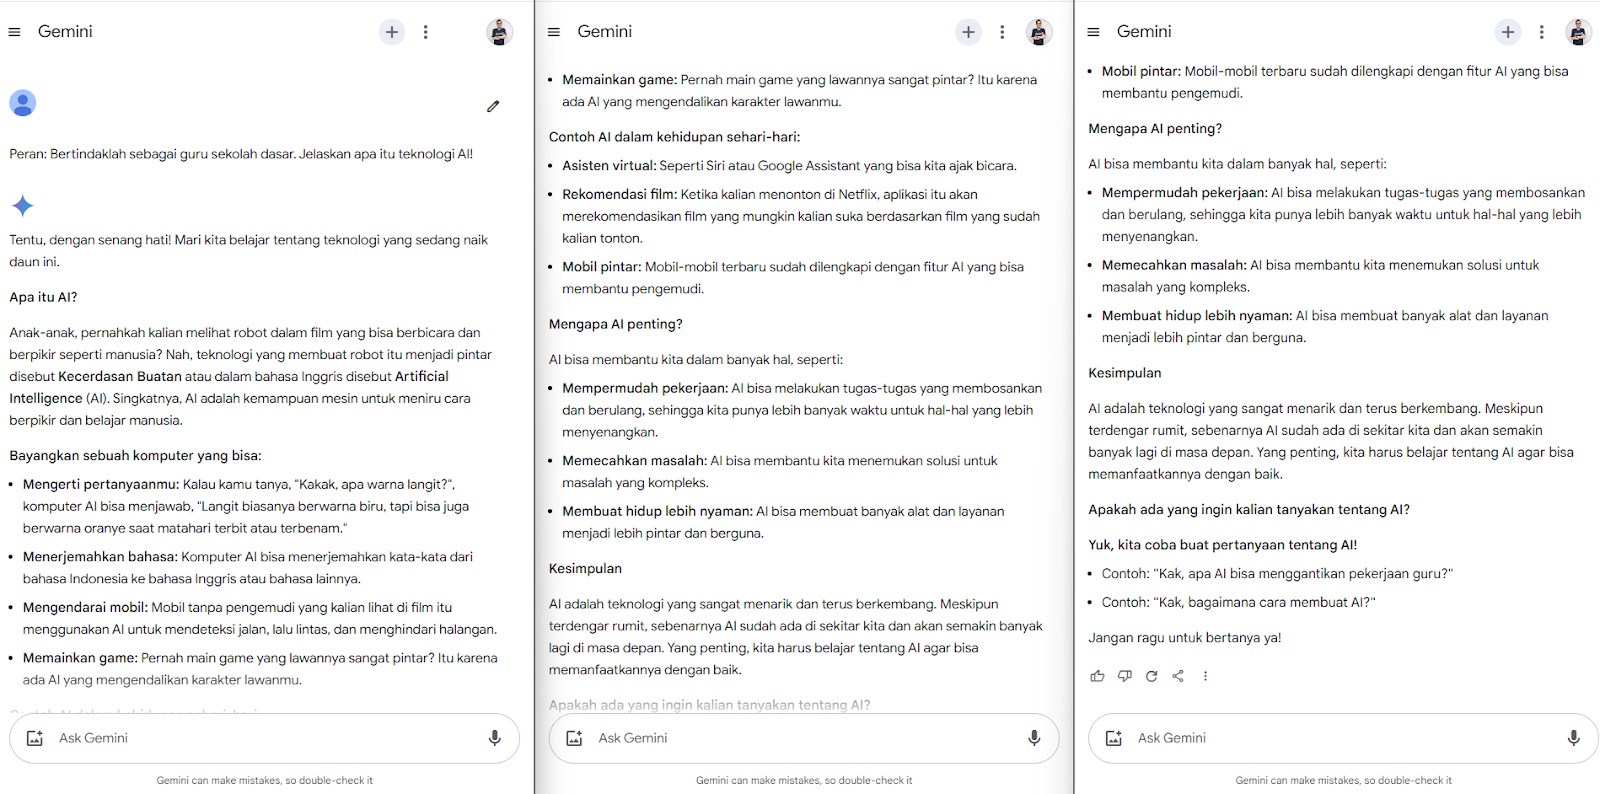 Gemini
Peran: Bertindaklah sebagai guru sekolah dasar. Jelaskan apa itu teknologi AI!
Tentu, dengan senang hati! Mari kita belajar tentang teknologi yang sedang naik
daun ini.
Apa itu AI?
Anak-anak, pernahkah kalian melihat robot dalam film yang bisa berbicara dan
berpikir seperti manusia? Nah, teknologi yang membuat robot itu menjadi pintar
disebut Kecerdasan Buatan atau dalam bahasa Inggris disebut Artificial
Intelligence (AI). Singkatnya, AI adalah kemampuan mesin untuk meniru cara
berpikir dan belajar manusia.
Bayangkan sebuah komputer yang bisa:
• Mengerti pertanyaanmu: Kalau kamu tanya, "Kakak, apa warna langit?",
komputer AI bisa menjawab, "Langit biasanya berwarna biru, tapi bisa juga
berwarna oranye saat matahari terbit atau terbenam."
• Menerjemahkan bahasa: Komputer AI bisa menerjemahkan kata-kata dari
bahasa Indonesia ke bahasa Inggris atau bahasa lainnya.
• Mengendarai mobil: Mobil tanpa pengemudi yang kalian lihat di film itu
menggunakan AI untuk mendeteksi jalan, lalu lintas, dan menghindari halangan.
• Memainkan game: Pernah main game yang lawannya sangat pintar? Itu karena
ada AI yang mengendalikan karakter lawanmu.
Ask Gemini
Gemini can make mistakes, so double-check it
Gemini
• Memainkan game: Pernah main game yang lawannya sangat pintar? Itu karena
ada AI yang mengendalikan karakter lawanmu.
Contoh AI dalam kehidupan sehari-hari:
• Asisten virtual: Seperti Siri atau Google Assistant yang bisa kita ajak bicara.
• Rekomendasi film: Ketika kalian menonton di Netflix, aplikasi itu akan
merekomendasikan film yang mungkin kalian suka berdasarkan film yang sudah
kalian tonton.
• Mobil pintar: Mobil-mobil terbaru sudah dilengkapi dengan fitur AI yang bisa
membantu pengemudi.
Mengapa AI penting?
AI bisa membantu kita dalam banyak hal, seperti:
• Mempermudah pekerjaan: AI bisa melakukan tugas-tugas yang membosankan
dan berulang, sehingga kita punya lebih banyak waktu untuk hal-hal yang lebih
menyenangkan.
• Memecahkan masalah: AI bisa membantu kita menemukan solusi untuk
masalah yang kompleks.
• Membuat hidup lebih nyaman: AI bisa membuat banyak alat dan layanan
menjadi lebih pintar dan berguna.
Kesimpulan
AI adalah teknologi yang sangat menarik dan terus berkembang. Meskipun
terdengar rumit, sebenarnya AI sudah ada di sekitar kita dan akan semakin banyak
lagi di masa depan. Yang penting, kita harus belajar tentang AI agar bisa
memanfaatkannya dengan baik.
Apakah ada yang ingin kalian tanyakan tentang AI?
Ask Gemini
Gemini can make mistakes, so double-check it
Gemini
• Mobil pintar: Mobil-mobil terbaru sudah dilengkapi dengan fitur AI yang bisa
membantu pengemudi.
Mengapa AI penting?
AI bisa membantu kita dalam banyak hal, seperti:
• Mempermudah pekerjaan: AI bisa melakukan tugas-tugas yang membosankan
dan berulang, sehingga kita punya lebih banyak waktu untuk hal-hal yang lebih
menyenangkan.
• Memecahkan masalah: AI bisa membantu kita menemukan solusi untuk
masalah yang kompleks.
• Membuat hidup lebih nyaman: AI bisa membuat banyak alat dan layanan
menjadi lebih pintar dan berguna.
Kesimpulan
AI adalah teknologi yang sangat menarik dan terus berkembang. Meskipun
terdengar rumit, sebenarnya AI sudah ada di sekitar kita dan akan semakin
banyak lagi di masa depan. Yang penting, kita harus belajar tentang AI agar bisa
memanfaatkannya dengan baik.
Apakah ada yang ingin kalian tanyakan tentang AI?
Yuk, kita coba buat pertanyaan tentang AI!
• Contoh: "Kak, apa AI bisa menggantikan pekerjaan guru?"
• Contoh: "Kak, bagaimana cara membuat AI?"
Jangan ragu untuk bertanya ya!
Ask Gemini
Gemini can make mistakes, so double-check it